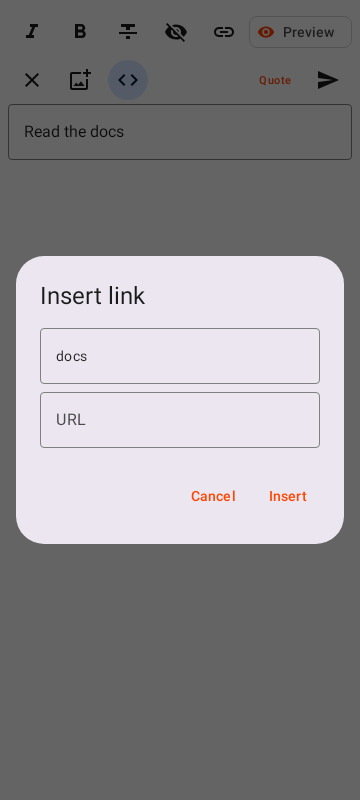 Preview
Quote
Read the docs
Insert link
docs
URL
Cancel
Insert